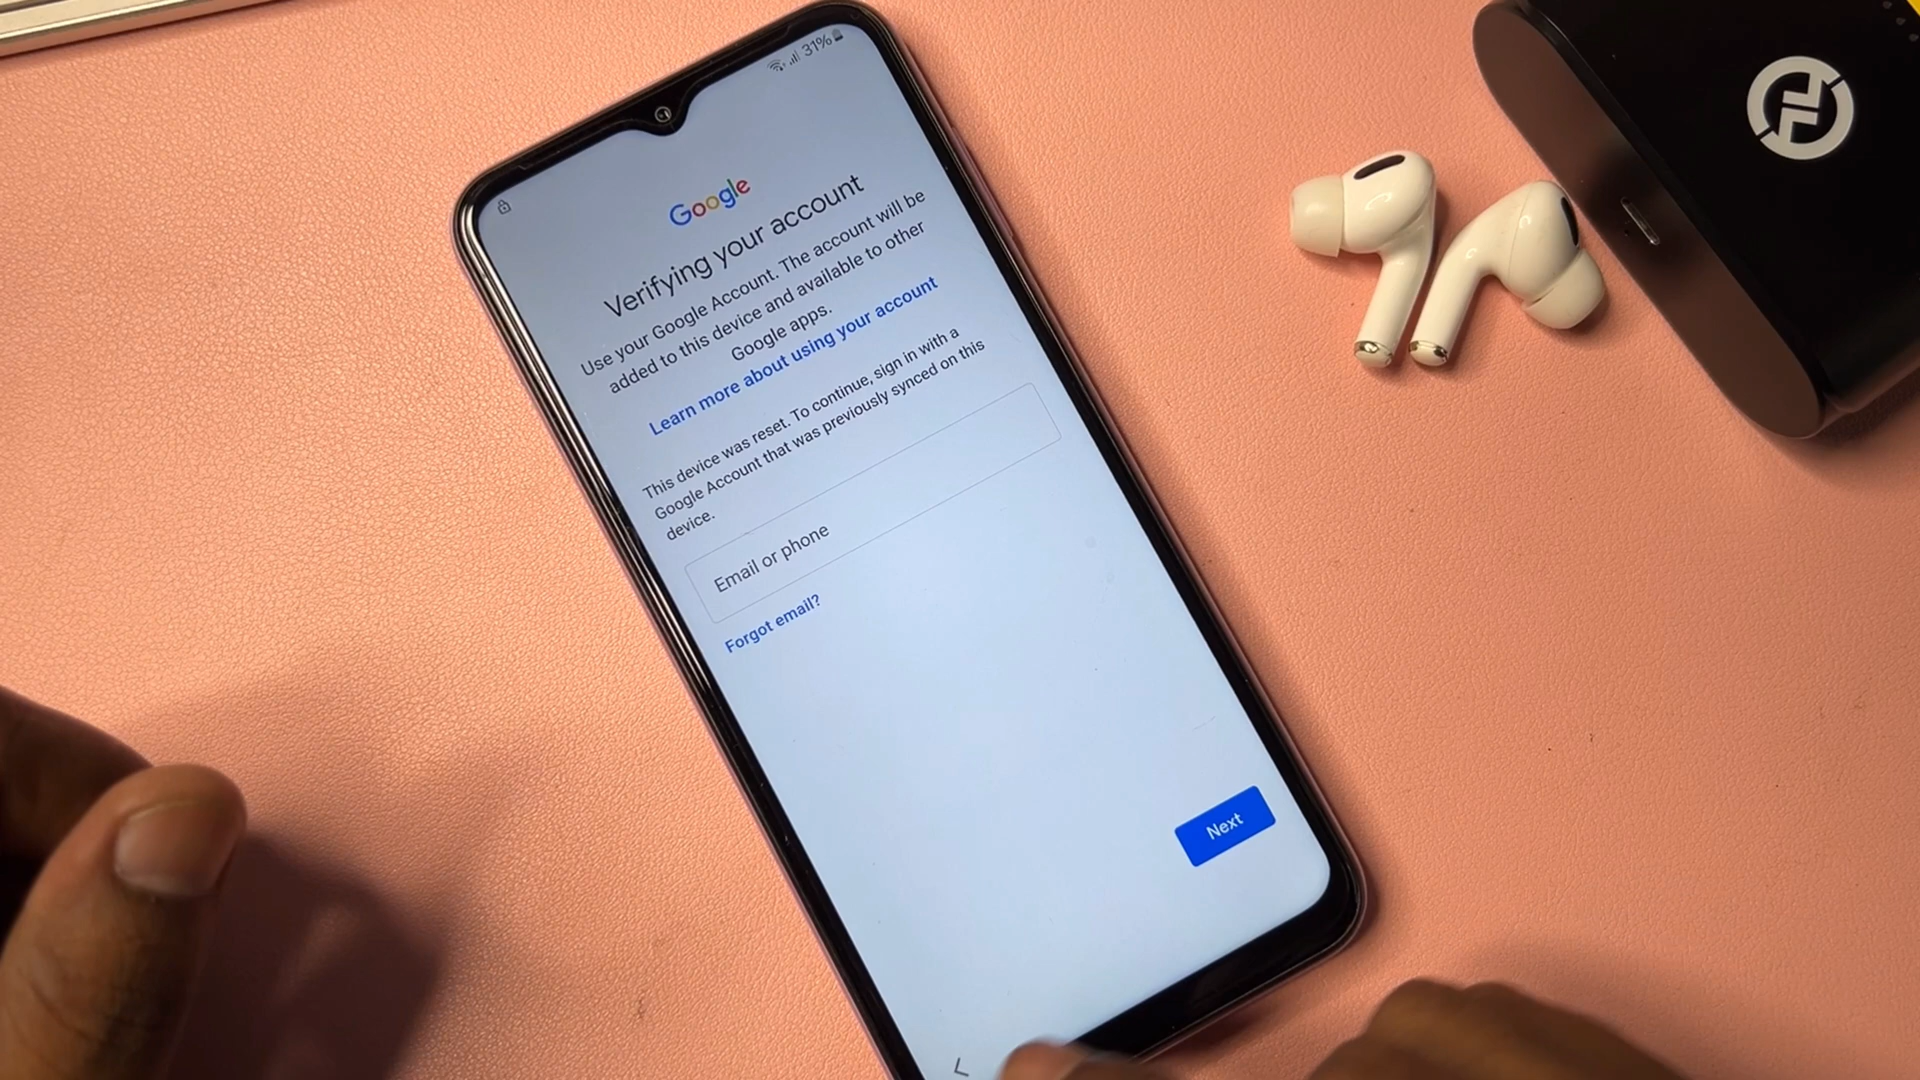 31%
Google
Verifying your account
Use your Google Account. The account will be
added to this device and available to other
Google apps.
Learn more about using your account
This device was reset. To continue, sign in with a
Google Account that was previously synced on this
device.
Email or phone
Forgot email?
Next